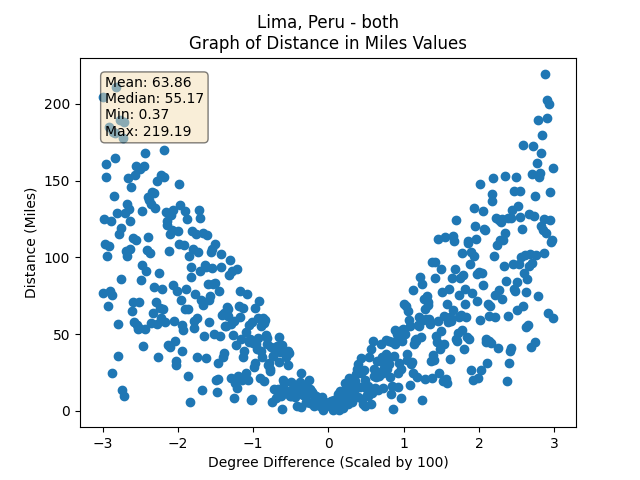 Lima, Peru - both
Graph of Distance in Miles Values
Mean: 63.86
Median: 55.17
Min: 0.37
Max: 219.19
Distance (Miles)
200
150
100
50
0
−3
−2
−1
0
1
2
3
Degree Difference (Scaled by 100)